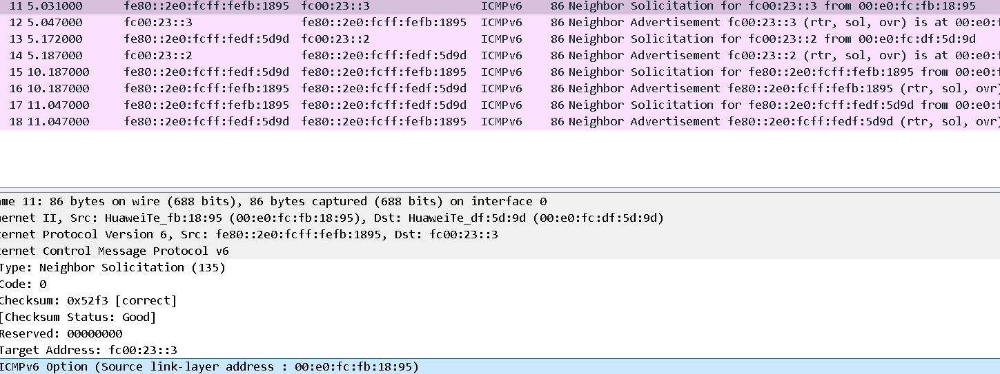 11 5.031000 fe80::2e0:fcff:fefb:1895 fc00:23::3 ICMPv6 86 Neighbor Solicitation for fc00:23::3 from 00:e0:fc:fb:18:95
12 5.047000 fc00:23::3 fe80::2e0:fcff:fefb:1895 ICMPv6 86 Neighbor Advertisement fc00:23::3 (rtr, sol, ovr) is at 00:e0:f
13 5.172000 fe80::2e0:fcff:fedf:5d9d fc00:23::2 ICMPv6 86 Neighbor Solicitation for fc00:23::2 from 00:e0:fc:df:5d:9d
14 5.187000 fc00:23::2 fe80::2e0:fcff:fedf:5d9d ICMPv6 86 Neighbor Advertisement fc00:23::2 (rtr, sol, ovr) is at 00:e0:f
15 10.187000 fe80::2e0:fcff:fedf:5d9d fe80::2e0:fcff:fefb:1895 ICMPv6 86 Neighbor Solicitation for fe80::2e0:fcff:fefb:1895 from 00:e0:f
16 10.187000 fe80::2e0:fcff:fefb:1895 fe80::2e0:fcff:fedf:5d9d ICMPv6 86 Neighbor Advertisement fe80::2e0:fcff:fefb:1895 (rtr, sol, ovr)
17 11.047000 fe80::2e0:fcff:fefb:1895 fe80::2e0:fcff:fedf:5d9d ICMPv6 86 Neighbor Solicitation for fe80::2e0:fcff:fedf:5d9d from 00:e0:f
18 11.047000 fe80::2e0:fcff:fedf:5d9d fe80::2e0:fcff:fefb:1895 ICMPv6 86 Neighbor Advertisement fe80::2e0:fcff:fedf:5d9d (rtr, sol, ovr)
ame 11: 86 bytes on wire (688 bits), 86 bytes captured (688 bits) on interface 0
ernet II, Src: HuaweiTe_fb:18:95 (00:e0:fc:fb:18:95), Dst: HuaweiTe_df:5d:9d (00:e0:fc:df:5d:9d)
ternet Protocol Version 6, Src: fe80::2e0:fcff:fefb:1895, Dst: fc00:23::3
ternet Control Message Protocol v6
Type: Neighbor Solicitation (135)
Code: 0
Checksum: 0x52f3 [correct]
[Checksum Status: Good]
Reserved: 00000000
Target Address: fc00:23::3
ICMPv6 Option (Source link-layer address : 00:e0:fc:fb:18:95)